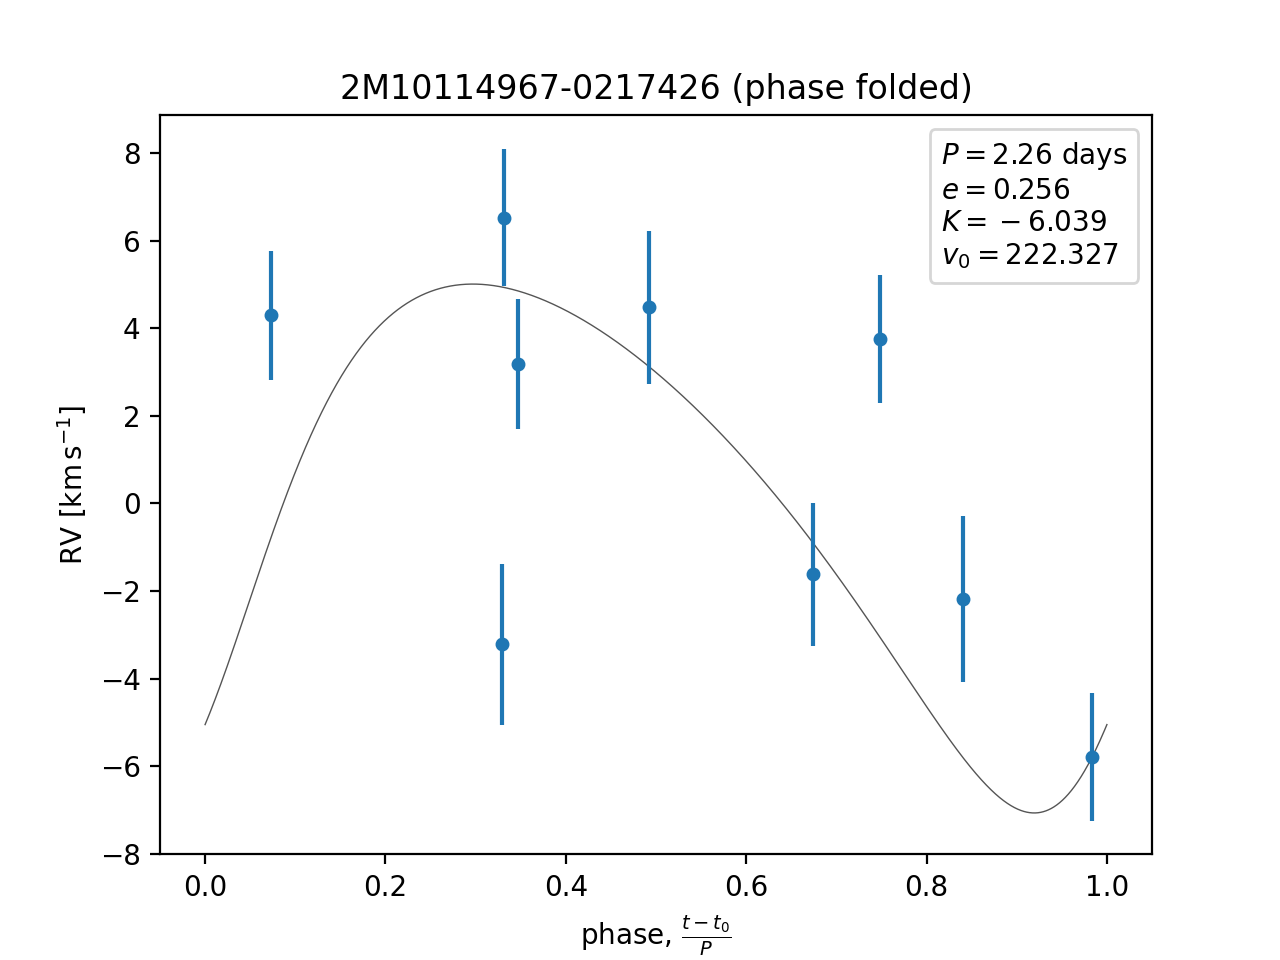 2M10114967-0217426 (phase folded)
P = 2.26 days
e = 0.256
K = −6.039
v₀ = 222.327
RV [km s⁻¹]
8
6
4
2
0
−2
−4
−6
−8
0.0 0.2 0.4 0.6 0.8 1.0
phase, (t − t₀)/P